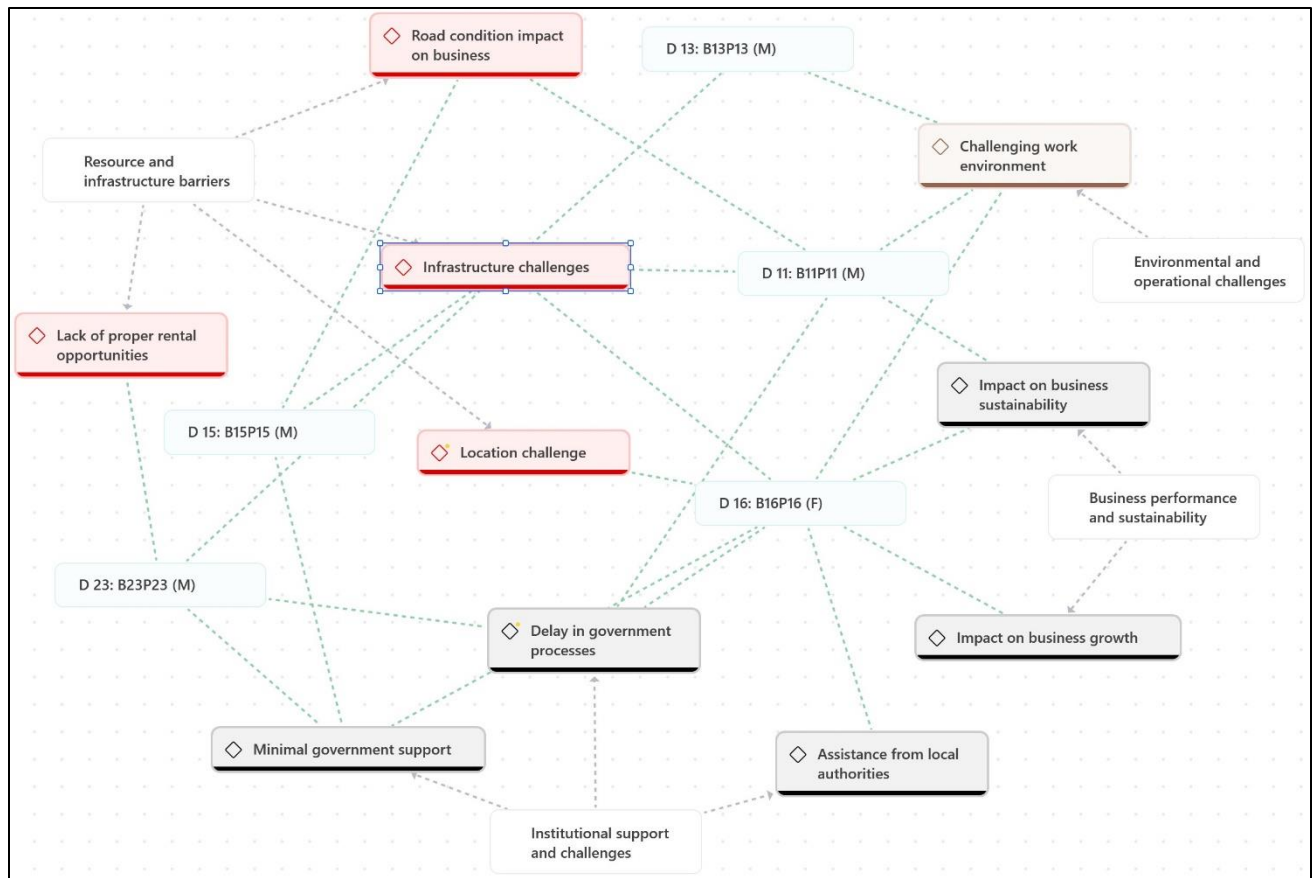 Road condition impact
on business
D 13: B13P13 (M)
Challenging work
environment
Resource and
infrastructure barriers
Infrastructure challenges
D 11: B11P11 (M)
Environmental and
operational challenges
Lack of proper rental
opportunities
Impact on business
sustainability
D 15: B15P15 (M)
Location challenge
D 16: B16P16 (F)
Business performance
and sustainability
D 23: B23P23 (M)
Delay in government
processes
Impact on business growth
Minimal government support
Assistance from local
authorities
Institutional support
and challenges